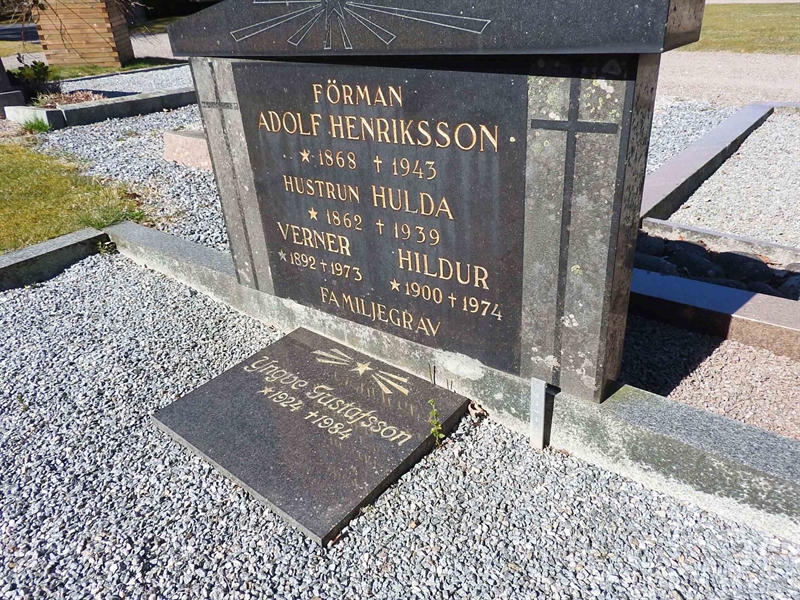 FÖRMAN
ADOLF HENRIKSSON
* 1868 † 1943
HUSTRUN HULDA
* 1862 † 1939
VERNER HILDUR
* 1892 † 1973 * 1900 † 1974
FAMILJEGRAV
Yngve Gustafsson
* 1924 † 1984